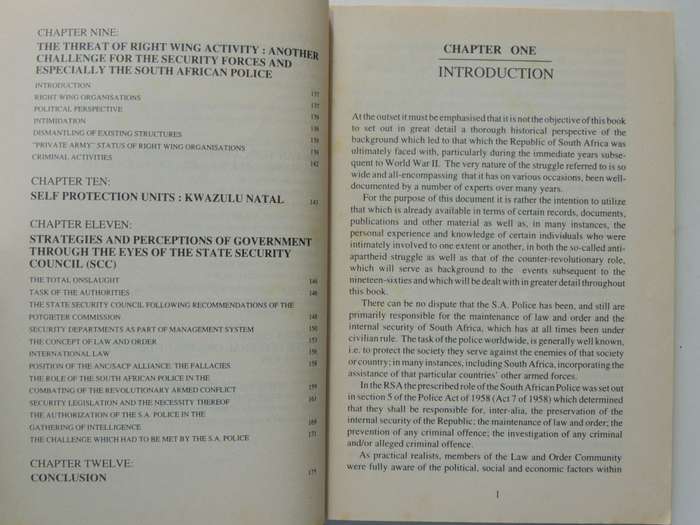 CHAPTER NINE:
THE THREAT OF RIGHT WING ACTIVITY : ANOTHER
CHALLENGE FOR THE SECURITY FORCES AND
ESPECIALLY THE SOUTH AFRICAN POLICE
INTRODUCTION
RIGHT WING ORGANISATIONS 137
POLITICAL PERSPECTIVE 137
INTIMIDATION
DISMANTLING OF EXISTING STRUCTURES
"PRIVATE ARMY" STATUS OF RIGHT WING ORGANISATIONS
CRIMINAL ACTIVITIES 142
CHAPTER TEN:
SELF PROTECTION UNITS : KWAZULU NATAL 143
CHAPTER ELEVEN:
STRATEGIES AND PERCEPTIONS OF GOVERNMENT
THROUGH THE EYES OF THE STATE SECURITY
COUNCIL (SCC)
THE TOTAL ONSLAUGHT 146
TASK OF THE AUTHORITIES 146
THE STATE SECURITY COUNCIL FOLLOWING RECOMMENDATIONS OF THE
POTGIETER COMMISSION 148
SECURITY DEPARTMENTS AS PART OF MANAGEMENT SYSTEM 150
THE CONCEPT OF LAW AND ORDER 153
INTERNATIONAL LAW 156
POSITION OF THE ANC/SACP ALLIANCE: THE FALLACIES 158
THE ROLE OF THE SOUTH AFRICAN POLICE IN THE
COMBATING OF THE REVOLUTIONARY ARMED CONFLICT 159
SECURITY LEGISLATION AND THE NECESSITY THEREOF 163
THE AUTHORIZATION OF THE S.A. POLICE IN THE
GATHERING OF INTELLIGENCE 169
THE CHALLENGE WHICH HAD TO BE MET BY THE S.A. POLICE 171
CHAPTER TWELVE:
CONCLUSION 175
CHAPTER ONE
INTRODUCTION
At the outset it must be emphasised that it is not the objective of this book
to set out in great detail a thorough historical perspective of the
background which led to that which the Republic of South Africa was
ultimately faced with, particularly during the immediate years subse-
quent to World War II. The very nature of the struggle referred to is so
wide and all-encompassing that it has on various occasions, been well-
documented by a number of experts over many years.
For the purpose of this document it is rather the intention to utilize
that which is already available in terms of certain records, documents,
publications and other material as well as, in many instances, the
personal experience and knowledge of certain individuals who were
intimately involved to one extent or another, in both the so-called anti-
apartheid struggle as well as that of the counter-revolutionary role,
which will serve as background to the events subsequent to the
nineteen-sixties and which will be dealt with in greater detail throughout
this book.
There can be no dispute that the S.A. Police has been, and still are
primarily responsible for the maintenance of law and order and the
internal security of South Africa, which has at all times been under
civilian rule. The task of the police worldwide, is generally well known,
i.e. to protect the society they serve against the enemies of that society
or country; in many instances, including South Africa, incorporating the
assistance of that particular countries' other armed forces.
In the RSA the prescribed role of the South African Police was set out
in section 5 of the Police Act of 1958 (Act 7 of 1958) which determined
that they shall be responsible for, inter-alia, the preservation of the
internal security of the Republic; the maintenance of law and order; the
prevention of any criminal offence; the investigation of any criminal
and/or alleged criminal offence.
As practical realists, members of the Law and Order Community
were fully aware of the political, social and economic factors within
1